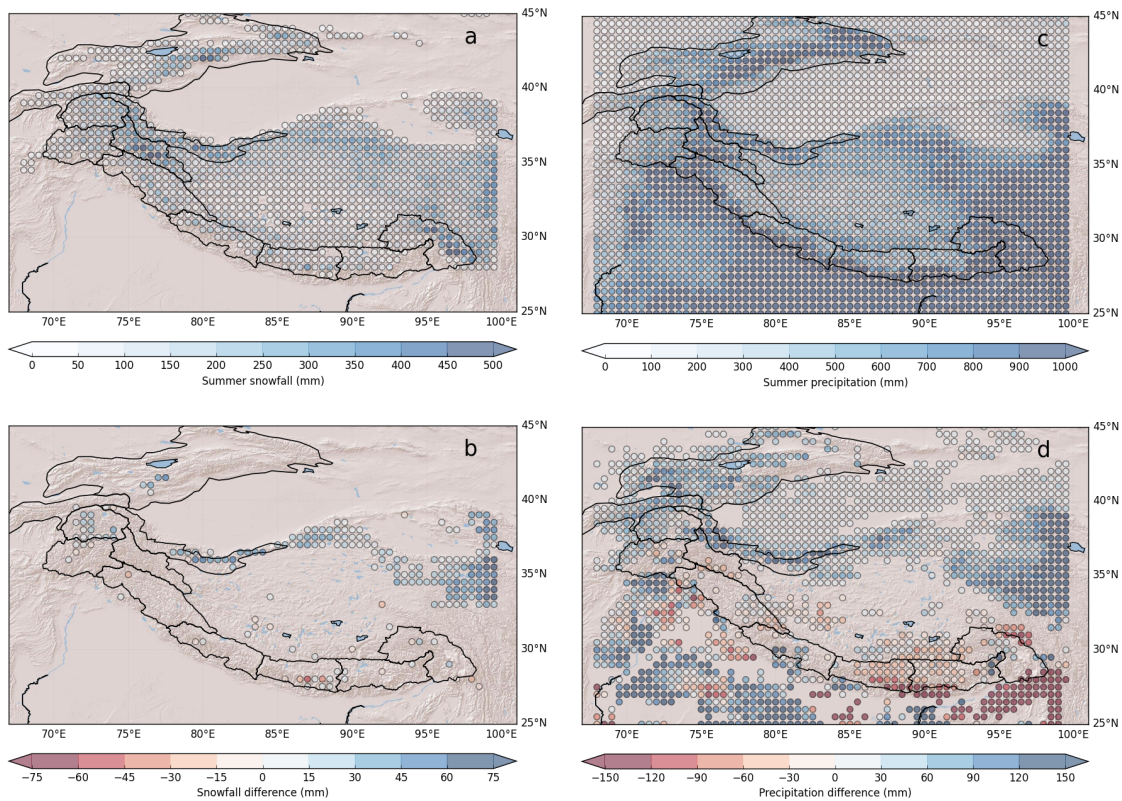 a
45°N
40°N
35°N
30°N
25°N
70°E 75°E 80°E 85°E 90°E 95°E 100°E
0 50 100 150 200 250 300 350 400 450 500
Summer snowfall (mm)
c
45°N
40°N
35°N
30°N
25°N
70°E 75°E 80°E 85°E 90°E 95°E 100°E
0 100 200 300 400 500 600 700 800 900 1000
Summer precipitation (mm)
b
45°N
40°N
35°N
30°N
25°N
70°E 75°E 80°E 85°E 90°E 95°E 100°E
−75 −60 −45 −30 −15 0 15 30 45 60 75
Snowfall difference (mm)
d
45°N
40°N
35°N
30°N
25°N
70°E 75°E 80°E 85°E 90°E 95°E 100°E
−150 −120 −90 −60 −30 0 30 60 90 120 150
Precipitation difference (mm)